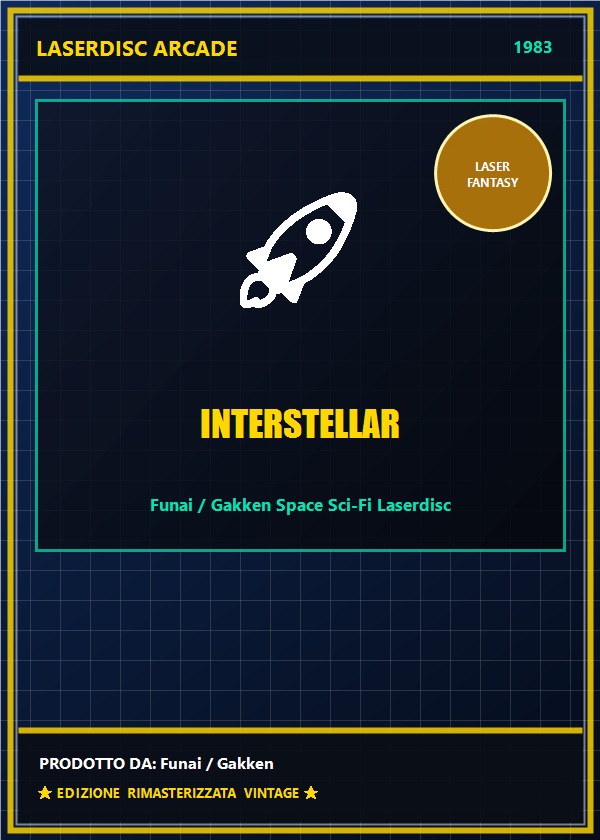 LASERDISC ARCADE
1983
LASER
FANTASY
INTERSTELLAR
Funai / Gakken Space Sci-Fi Laserdisc
PRODOTTO DA: Funai / Gakken
★ EDIZIONE RIMASTERIZZATA VINTAGE ★